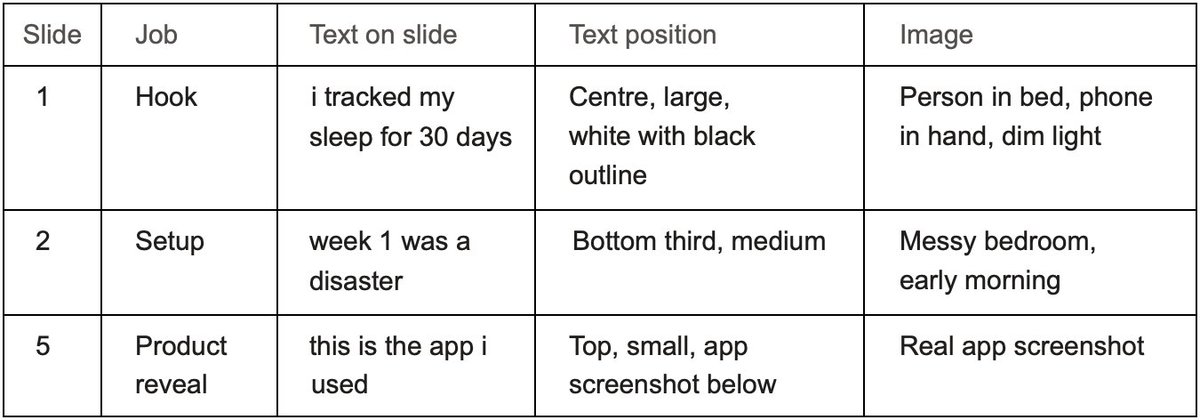 Slide Job Text on slide Text position Image
1 Hook i tracked my sleep for 30 days Centre, large, white with black outline Person in bed, phone in hand, dim light
2 Setup week 1 was a disaster Bottom third, medium Messy bedroom, early morning
5 Product reveal this is the app i used Top, small, app screenshot below Real app screenshot